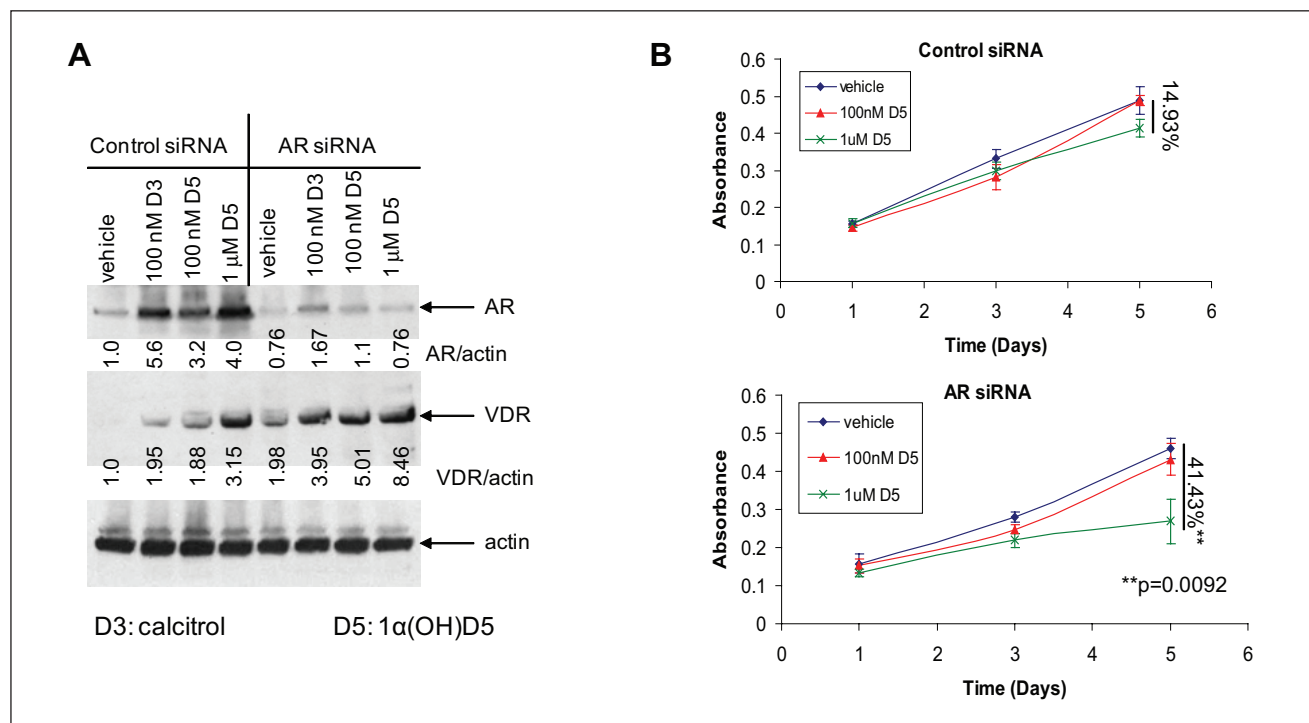 A
Control siRNA AR siRNA
vehicle 100 nM D3 100 nM D5 1 μM D5 vehicle 100 nM D3 100 nM D5 1 μM D5
AR
1.0 5.6 3.2 4.0 0.76 1.67 1.1 0.76 AR/actin
VDR
1.0 1.95 1.88 3.15 1.98 3.95 5.01 8.46
VDR/actin
actin
D3: calcitrol D5: 1α(OH)D5
B
Control siRNA
0.6
0.5
0.4
0.3
0.2
0.1
0
Absorbance
vehicle
100nM D5
1uM D5
14.93%
0 1 2 3 4 5 6
Time (Days)
AR siRNA
0.6
0.5
0.4
0.3
0.2
0.1
0
Absorbance
vehicle
100nM D5
1uM D5
41.43%**
**p=0.0092
0 1 2 3 4 5 6
Time (Days)